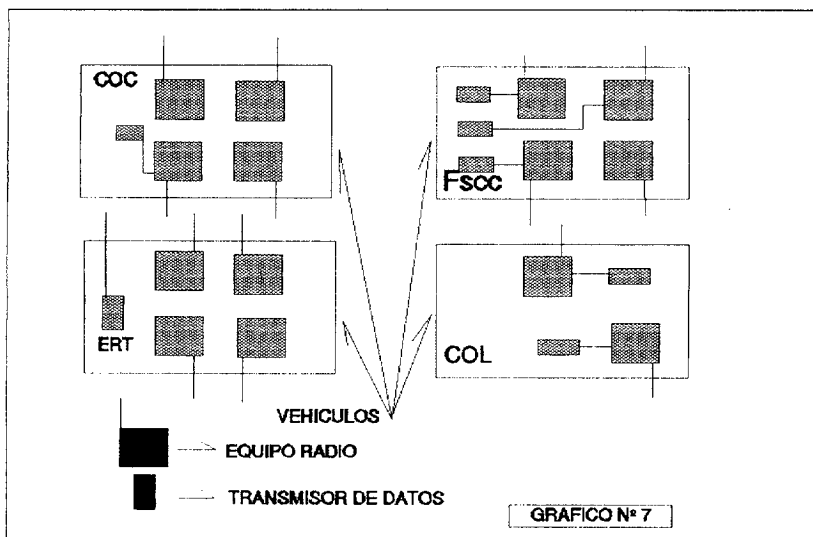 COC
FSCC
ERT
COL
VEHICULOS
EQUIPO RADIO
TRANSMISOR DE DATOS
GRAFICO Nº 7